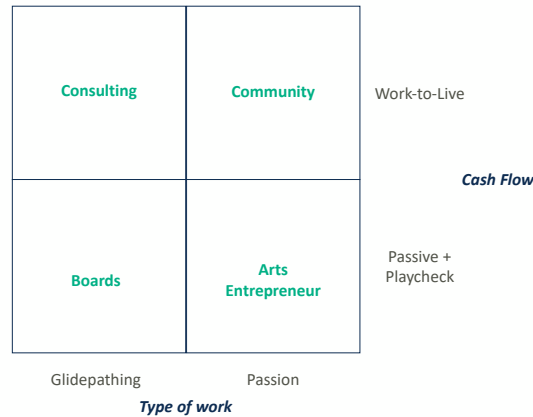 Consulting
Community
Work-to-Live
Cash Flow
Boards
Arts
Entrepreneur
Passive +
Playcheck
Glidepathing
Passion
Type of work